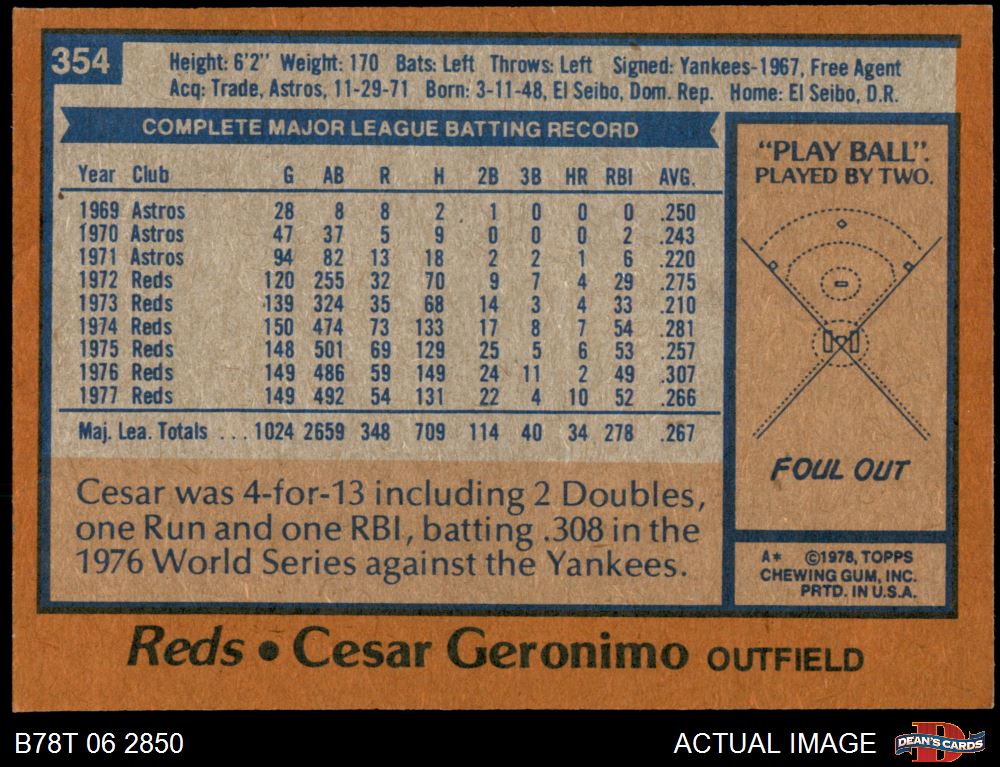 354
Height: 6'2" Weight: 170 Bats: Left Throws: Left Signed: Yankees-1967, Free Agent
Acq: Trade, Astros, 11-29-71 Born: 3-11-48, El Seibo, Dom. Rep. Home: El Seibo, D.R.
COMPLETE MAJOR LEAGUE BATTING RECORD
Year Club G AB R H 2B 3B HR RBI AVG.
1969 Astros 28 8 8 2 1 0 0 0 .250
1970 Astros 47 37 5 9 0 0 0 2 .243
1971 Astros 94 82 13 18 2 2 1 6 .220
1972 Reds 120 255 32 70 9 7 4 29 .275
1973 Reds 139 324 35 68 14 3 4 33 .210
1974 Reds 150 474 73 133 17 8 7 54 .281
1975 Reds 148 501 69 129 25 5 6 53 .257
1976 Reds 149 486 59 149 24 11 2 49 .307
1977 Reds 149 492 54 131 22 4 10 52 .266
Maj. Lea. Totals ... 1024 2659 348 709 114 40 34 278 .267
Cesar was 4-for-13 including 2 Doubles,
one Run and one RBI, batting .308 in the
1976 World Series against the Yankees.
"PLAY BALL".
PLAYED BY TWO.
FOUL OUT
A* ©1978, TOPPS
CHEWING GUM, INC.
PRTD. IN U.S.A.
Reds • Cesar Geronimo OUTFIELD
B78T 06 2850
ACTUAL IMAGE
D
DEAN'S CARDS